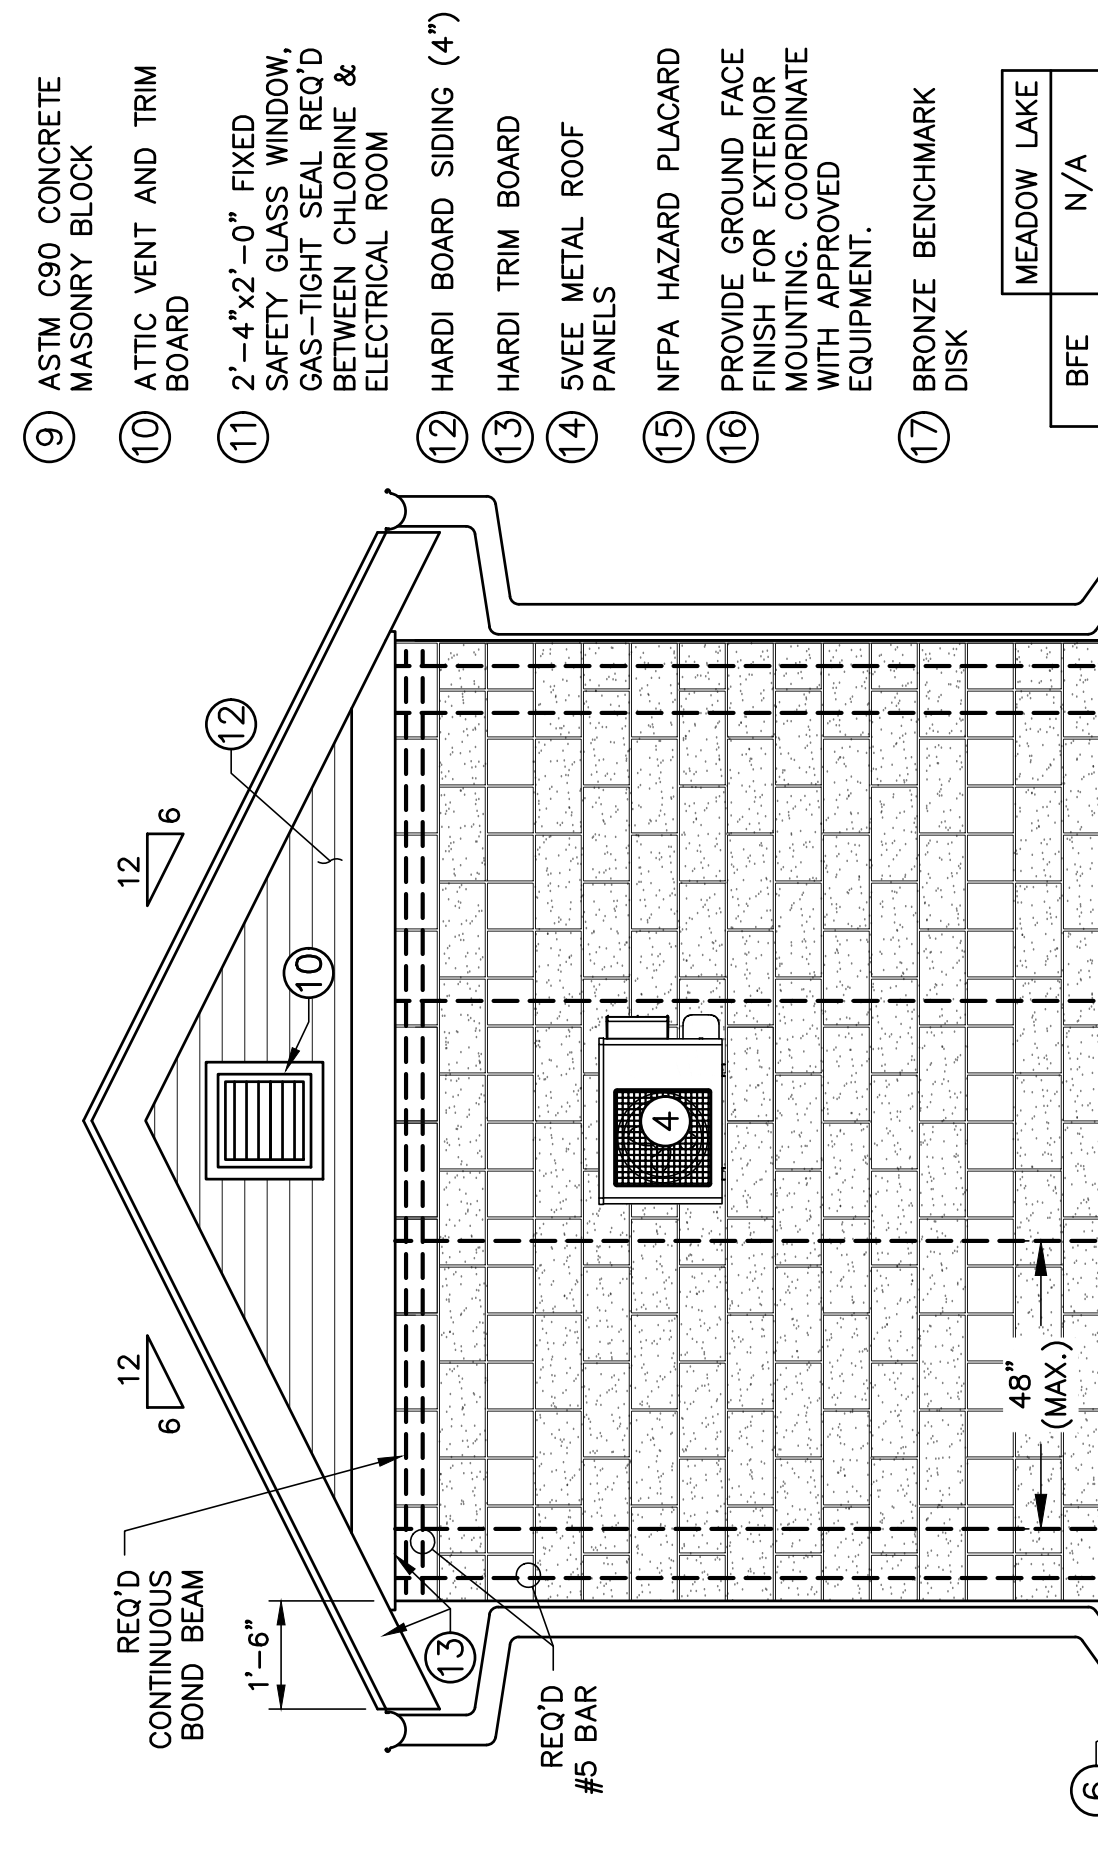 9 ASTM C90 CONCRETE
MASONRY BLOCK
10 ATTIC VENT AND TRIM
BOARD
11 2'-4"x2'-0" FIXED
SAFETY GLASS WINDOW,
GAS-TIGHT SEAL REQ'D
BETWEEN CHLORINE &
ELECTRICAL ROOM
12 HARDI BOARD SIDING (4")
13 HARDI TRIM BOARD
14 5VEE METAL ROOF
PANELS
15 NFPA HAZARD PLACARD
16 PROVIDE GROUND FACE
FINISH FOR EXTERIOR
MOUNTING. COORDINATE
WITH APPROVED
EQUIPMENT.
17 BRONZE BENCHMARK
DISK
MEADOW LAKE
BFE N/A
12
6
12
6
12
10
REQ'D
CONTINUOUS
BOND BEAM
1'-6"
13
REQ'D
#5 BAR
4
48"
(MAX.)
6